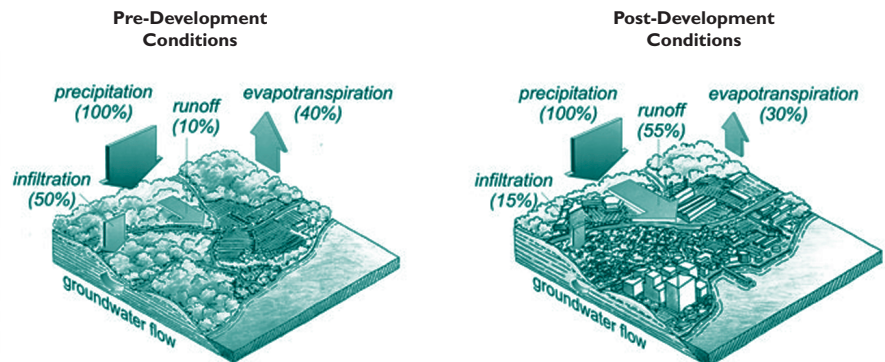 Pre-Development
Conditions
precipitation
(100%)
runoff
(10%)
evapotranspiration
(40%)
infiltration
(50%)
groundwater flow
Post-Development
Conditions
precipitation
(100%)
runoff
(55%)
evapotranspiration
(30%)
infiltration
(15%)
groundwater flow